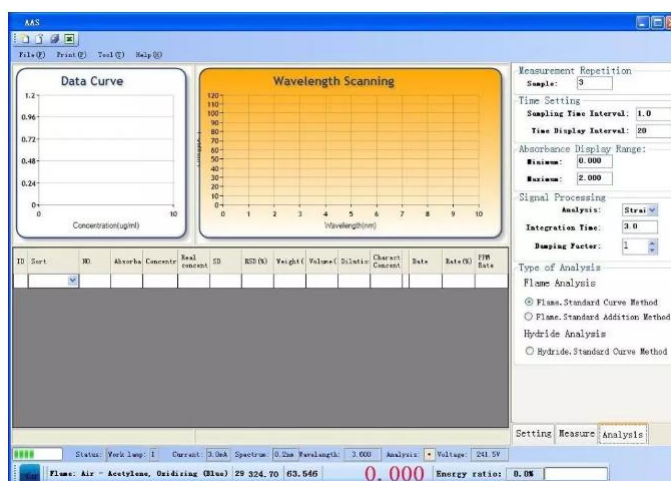 AAS
File(F) Print(P) Tool(T) Help(H)
Data Curve
1.2
0.96
0.72
0.48
0.24
0
0 10
Concentration(ug/ml)
Wavelength Scanning
120
110
100
90
80
70
60
50
40
30
20
10
0
0 1 2 3 4 5 6 7 8 9 10
Wavelength(nm)
ID Sort NO. Absorba Concentr Real concent SD RSD(%) Weight( Volume( Dilutio Charact Concent Date Rate(%) PPM Rate
Measurement Repetition
Sample: 3
Time Setting
Sampling Time Interval: 1.0
Time Display Interval: 20
Absorbance Display Range:
Minimum: 0.000
Maximum: 2.000
Signal Processing
Analysis: Strai
Integration Time: 3.0
Damping Factor: 1
Type of Analysis
Flame Analysis
Flame.Standard Curve Method
Flame.Standard Addition Method
Hydride Analysis
Hydride.Standard Curve Method
Setting Measure Analysis
Status: Work lamp: 1 Current: 3.0mA Spectrum: 0.2nm Wavelength: Analysis: Voltage: 241.5V
Flame: Air - Acetylene, Oxidizing (Blue) 29 324.70 63.546 0.000 Energy ratio: 0.0%